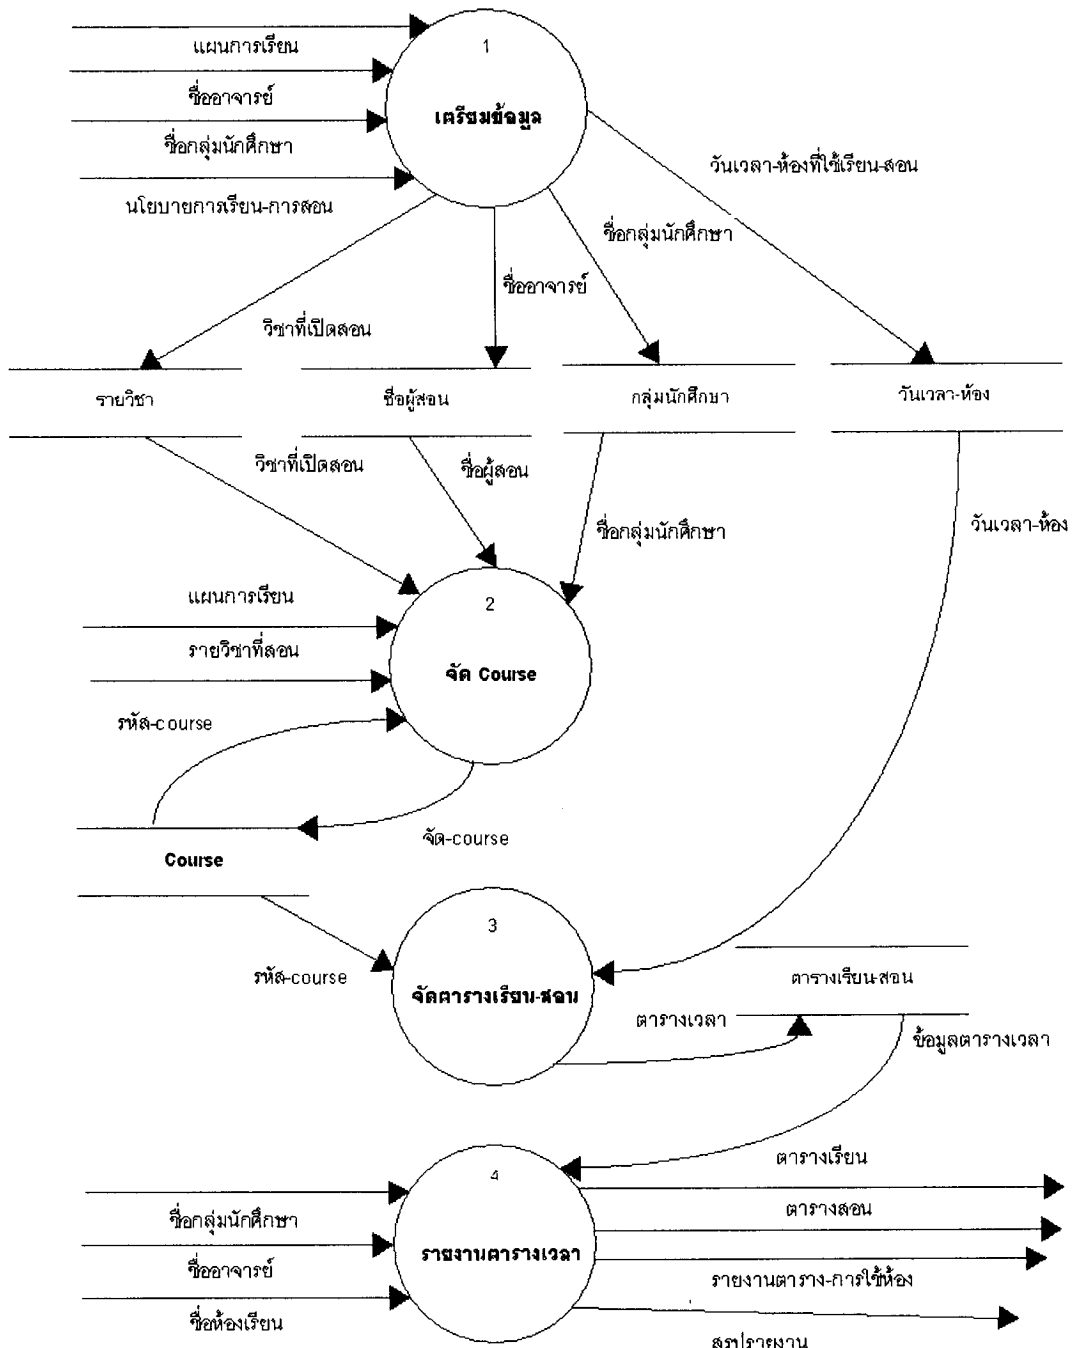 1
แผนการเรียน
ชื่ออาจารย์
เตรียมข้อมูล
ชื่อกลุ่มนักศึกษา
วันเวลา-ห้องที่ใช้เรียน-สอน
นโยบายการเรียน-การสอน
ชื่อกลุ่มนักศึกษา
ชื่ออาจารย์
วิชาที่เปิดสอน
รายวิชา
ชื่อผู้สอน
กลุ่มนักศึกษา
วันเวลา-ห้อง
วิชาที่เปิดสอน
ชื่อผู้สอน
ชื่อกลุ่มนักศึกษา
วันเวลา-ห้อง
แผนการเรียน
2
รายวิชาที่สอน
จัด Course
รหัส-course
จัด-course
Course
3
รหัส-course
จัดตารางเรียน-สอน
ตารางเรียน-สอน
ตารางเวลา
ข้อมูลตารางเวลา
ตารางเรียน
4
ตารางสอน
ชื่อกลุ่มนักศึกษา
รายงานตารางเวลา
ชื่ออาจารย์
รายงานตาราง-การใช้ห้อง
ชื่อห้องเรียน
สรุปรายงาน